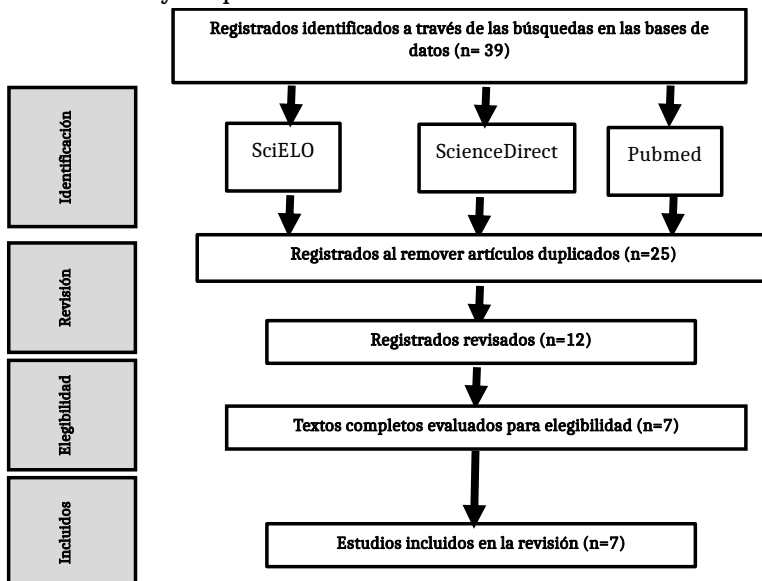 Registrados identificados a través de las búsquedas en las bases de
datos (n= 39)
Identificación
SciELO
ScienceDirect
Pubmed
Registrados al remover artículos duplicados (n=25)
Revisión
Registrados revisados (n=12)
Elegibilidad
Textos completos evaluados para elegibilidad (n=7)
Incluidos
Estudios incluidos en la revisión (n=7)